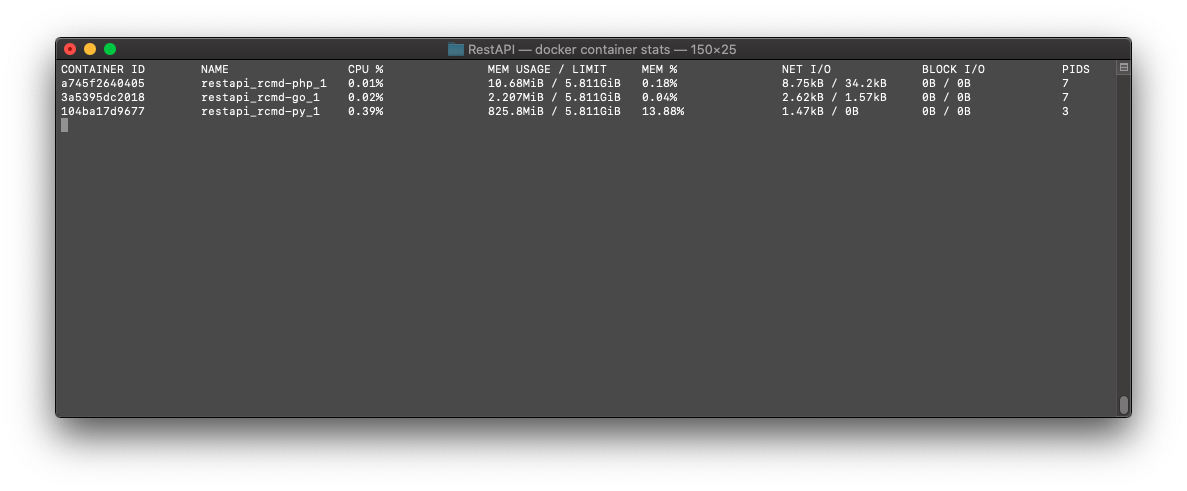 RestAPI — docker container stats — 150×25
CONTAINER ID NAME CPU % MEM USAGE / LIMIT MEM % NET I/O BLOCK I/O PIDS
a745f2640405 restapi_rcmd-php_1 0.01% 10.68MiB / 5.811GiB 0.18% 8.75kB / 34.2kB 0B / 0B 7
3a5395dc2018 restapi_rcmd-go_1 0.02% 2.207MiB / 5.811GiB 0.04% 2.62kB / 1.57kB 0B / 0B 7
104ba17d9677 restapi_rcmd-py_1 0.39% 825.8MiB / 5.811GiB 13.88% 1.47kB / 0B 0B / 0B 3